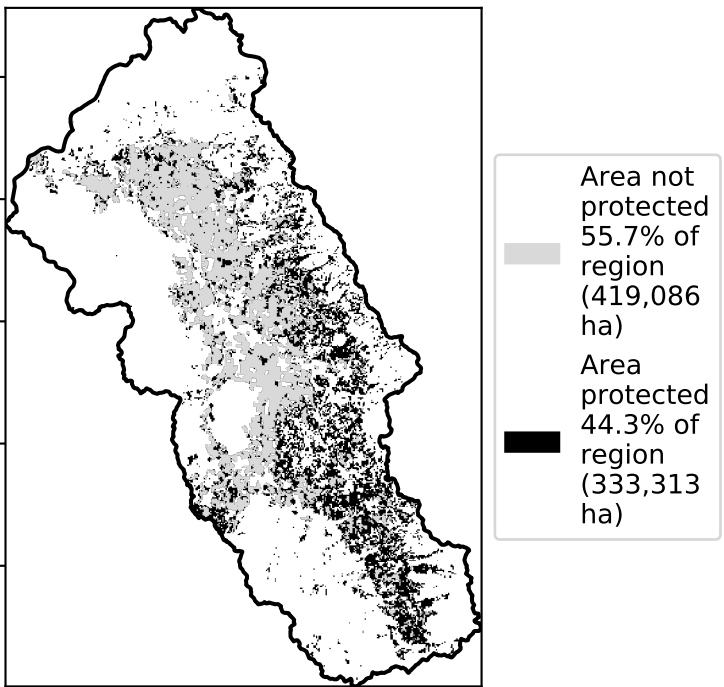 Area not
protected
55.7% of
region
(419,086
ha)
Area
protected
44.3% of
region
(333,313
ha)